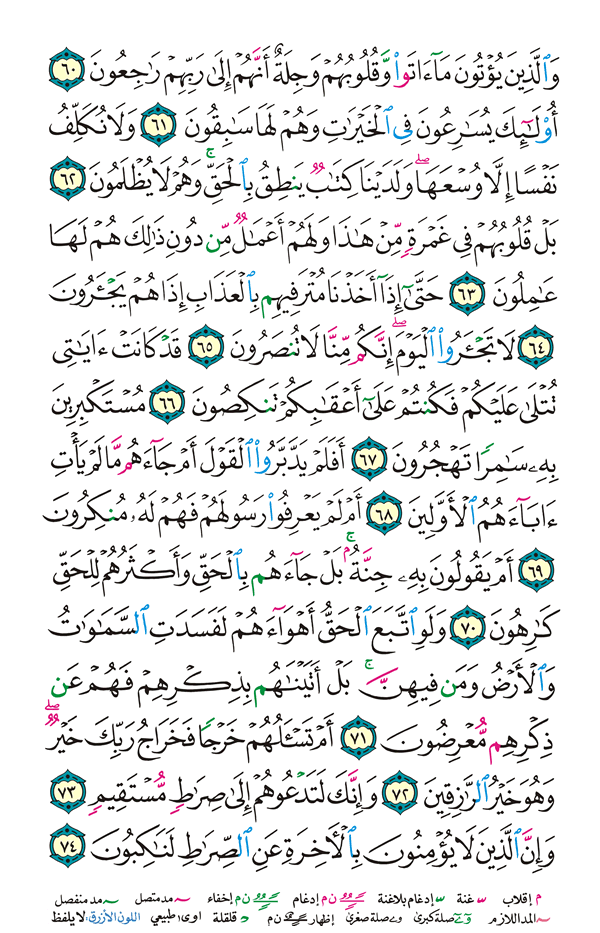 وَٱلَّذِينَ يُؤْتُونَ مَآ ءَاتَوا۟ وَّقُلُوبُهُمْ وَجِلَةٌ أَنَّهُمْ إِلَىٰ رَبِّهِمْ رَٰجِعُونَ ٦٠
أُو۟لَٰٓئِكَ يُسَٰرِعُونَ فِى ٱلْخَيْرَٰتِ وَهُمْ لَهَا سَٰبِقُونَ ٦١ وَلَا نُكَلِّفُ
نَفْسًا إِلَّا وُسْعَهَا ۖ وَلَدَيْنَا كِتَٰبٌ يَنطِقُ بِٱلْحَقِّ ۚ وَهُمْ لَا يُظْلَمُونَ ٦٢
بَلْ قُلُوبُهُمْ فِى غَمْرَةٍ مِّنْ هَٰذَا وَلَهُمْ أَعْمَٰلٌ مِّن دُونِ ذَٰلِكَ هُمْ لَهَا
عَٰمِلُونَ ٦٣ حَتَّىٰٓ إِذَآ أَخَذْنَا مُتْرَفِيهِم بِٱلْعَذَابِ إِذَا هُمْ يَجْـَٔرُونَ
٦٤ لَا تَجْـَٔرُوا۟ ٱلْيَوْمَ ۖ إِنَّكُم مِّنَّا لَا تُنصَرُونَ ٦٥ قَدْ كَانَتْ ءَايَٰتِى
تُتْلَىٰ عَلَيْكُمْ فَكُنتُمْ عَلَىٰٓ أَعْقَٰبِكُمْ تَنكِصُونَ ٦٦ مُسْتَكْبِرِينَ
بِهِۦ سَٰمِرًا تَهْجُرُونَ ٦٧ أَفَلَمْ يَدَّبَّرُوا۟ ٱلْقَوْلَ أَمْ جَآءَهُم مَّا لَمْ يَأْتِ
ءَابَآءَهُمُ ٱلْأَوَّلِينَ ٦٨ أَمْ لَمْ يَعْرِفُوا۟ رَسُولَهُمْ فَهُمْ لَهُۥ مُنكِرُونَ
٦٩ أَمْ يَقُولُونَ بِهِۦ جِنَّةٌۢ ۚ بَلْ جَآءَهُم بِٱلْحَقِّ وَأَكْثَرُهُمْ لِلْحَقِّ
كَٰرِهُونَ ٧٠ وَلَوِ ٱتَّبَعَ ٱلْحَقُّ أَهْوَآءَهُمْ لَفَسَدَتِ ٱلسَّمَٰوَٰتُ
وَٱلْأَرْضُ وَمَن فِيهِنَّ ۚ بَلْ أَتَيْنَٰهُم بِذِكْرِهِمْ فَهُمْ عَن
ذِكْرِهِم مُّعْرِضُونَ ٧١ أَمْ تَسْـَٔلُهُمْ خَرْجًا فَخَرَاجُ رَبِّكَ خَيْرٌ ۖ
وَهُوَ خَيْرُ ٱلرَّٰزِقِينَ ٧٢ وَإِنَّكَ لَتَدْعُوهُمْ إِلَىٰ صِرَٰطٍ مُّسْتَقِيمٍ ٧٣
وَإِنَّ ٱلَّذِينَ لَا يُؤْمِنُونَ بِٱلْءَاخِرَةِ عَنِ ٱلصِّرَٰطِ لَنَٰكِبُونَ ٧٤
م إقلاب غنة إدغام بلاغنة ن م إدغام ن م إخفاء مد متصل مد منفصل
المد اللازم صلة كبرى صلة صغرى إظهار ن م قلقلة اوى؛ طبيعي اللون الأزرق: لا يلفظ